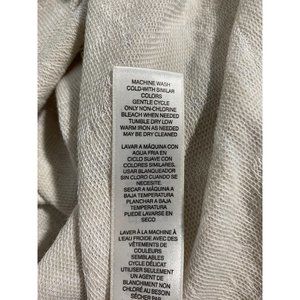 MACHINE WASH
COLD-WITH SIMILAR
COLORS
GENTLE CYCLE
ONLY NON-CHLORINE
BLEACH WHEN NEEDED
TUMBLE DRY LOW
WARM IRON AS NEEDED
MAY BE DRY CLEANED
LAVAR A MÁQUINA CON
AGUA FRIA EN
CICLO SUAVE CON
COLORES SIMILARES,
USAR BLANQUEADOR
SIN CLORO CUANDO SE
NECESITE.
SECAR A MÁQUINA A
BAJA TEMPERATURA
PLANCHAR A BAJA
TEMPERATURA
PUEDE LAVARSE EN
SECO
LAVER À LA MACHINE À
L'EAU FROIDE AVEC DES
VÊTEMENTS DE
COULEURS
SEMBLABLES
CYCLE DÉLICAT
UTILISER SEULEMENT
UN AGENT DE
BLANCHIMENT NON
CHLORÉ AU BESOIN
SÉCHER PAR